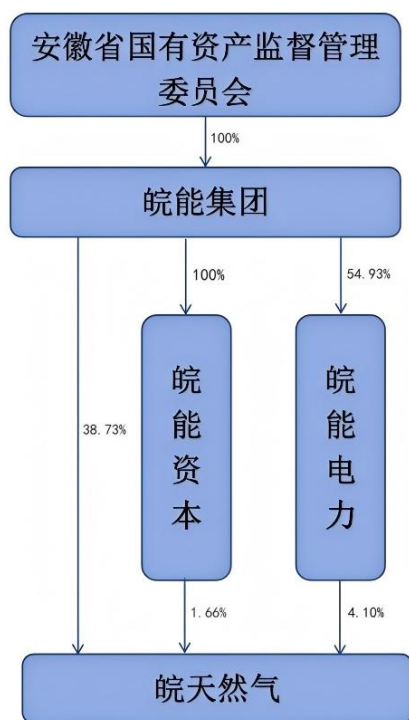 安徽省国有资产监督管理
委员会
100%
皖能集团
100%
54.93%
38.73%
皖能资本
皖能电力
1.66%
4.10%
皖天然气